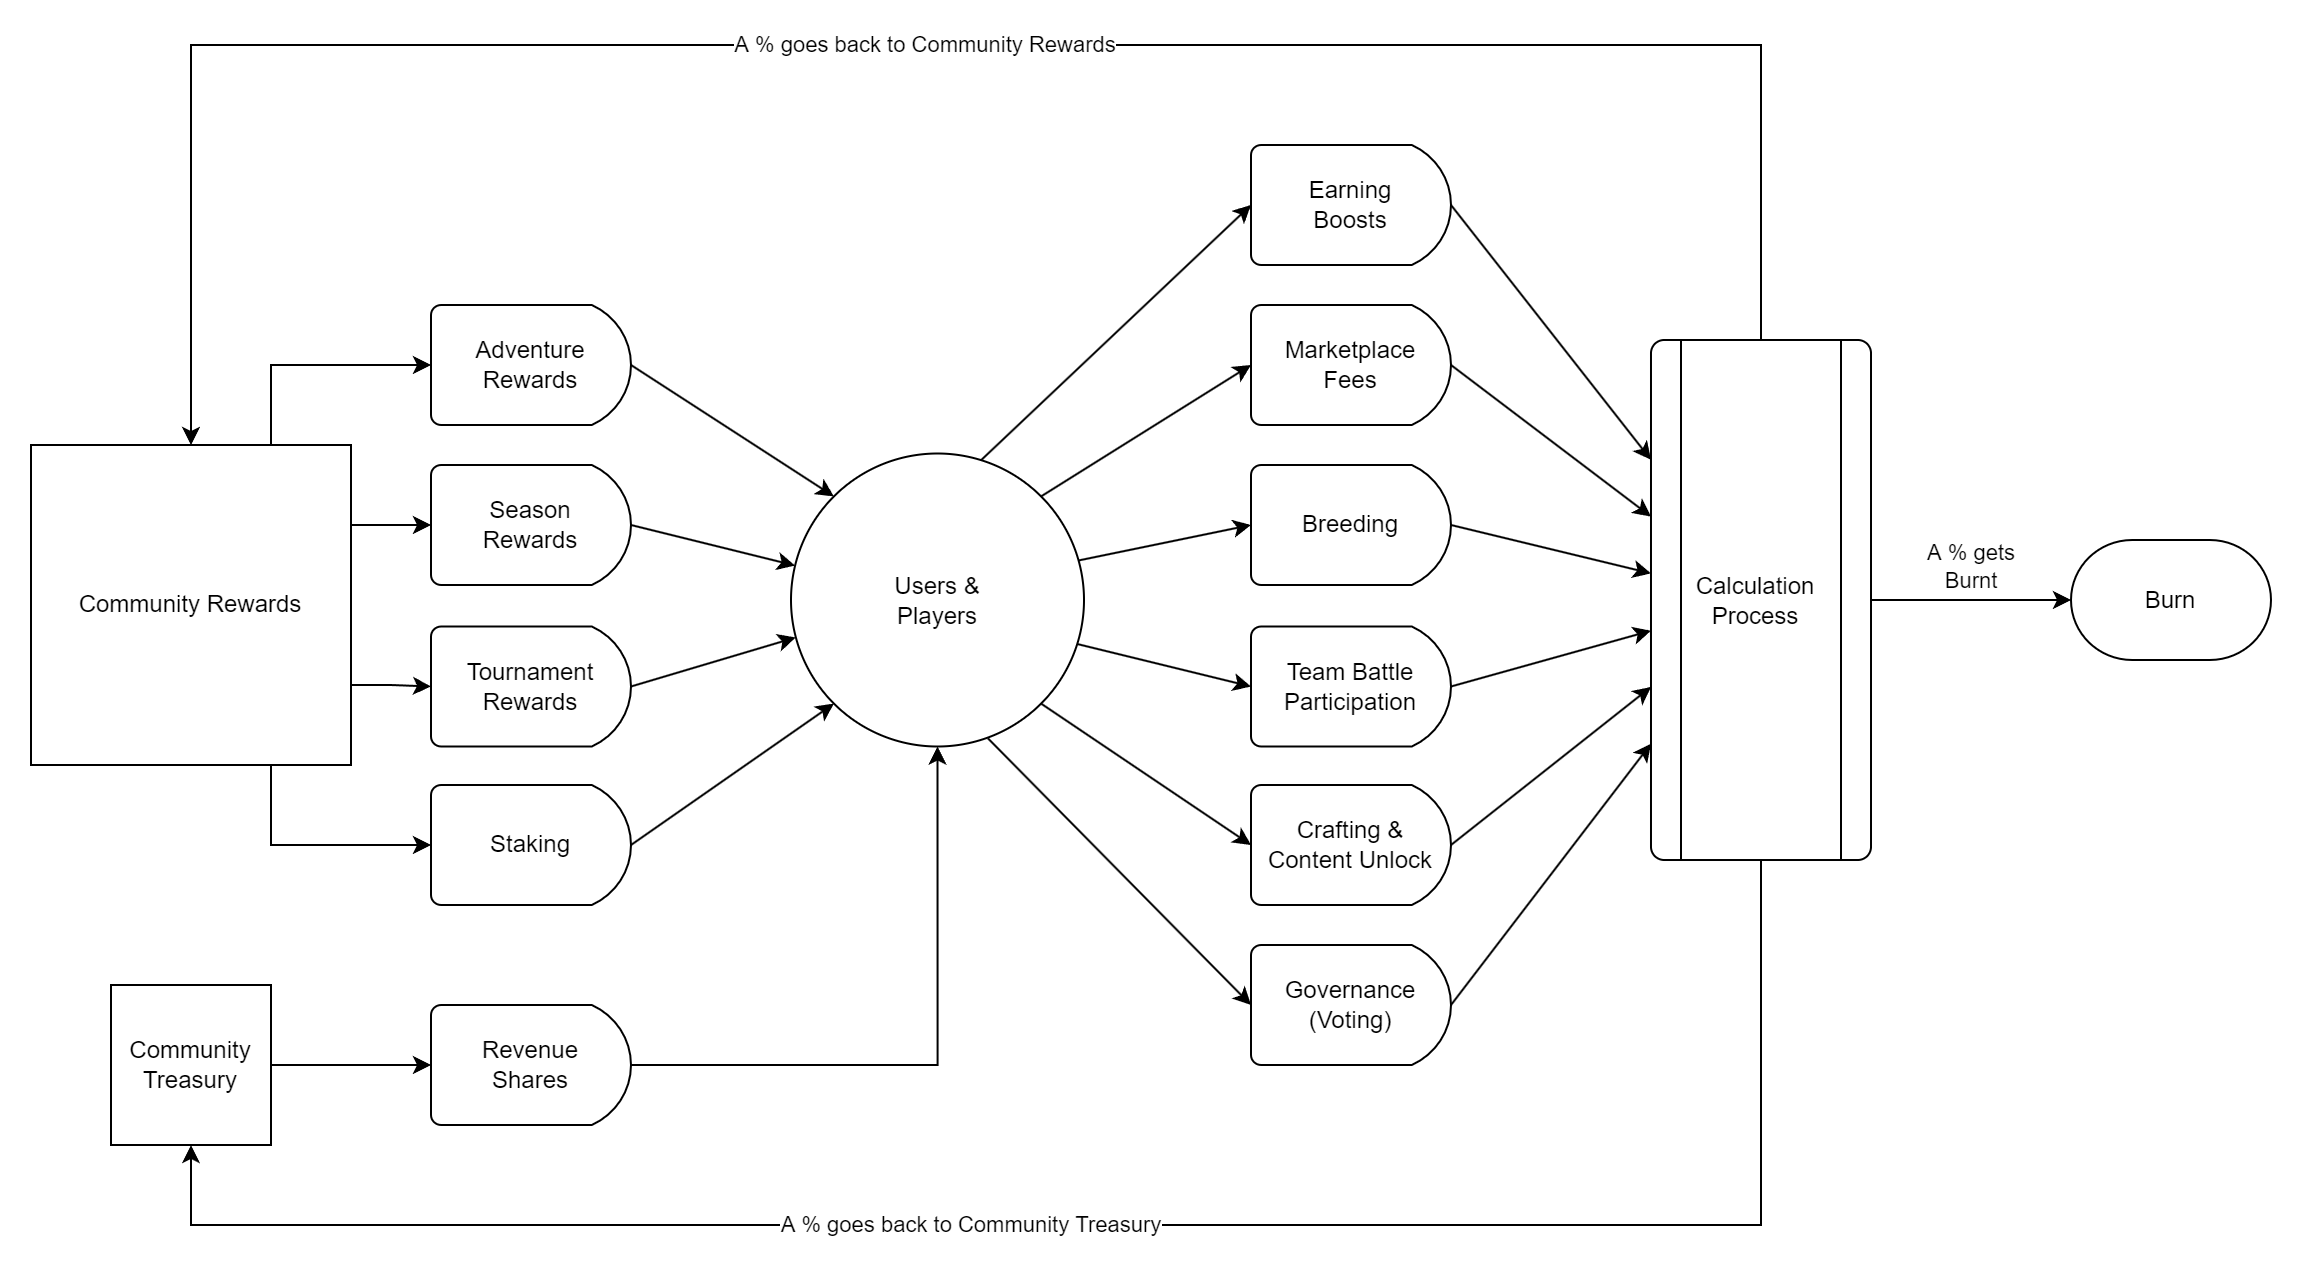 A % goes back to Community Rewards
Earning
Boosts
Adventure
Rewards
Marketplace
Fees
Season
Rewards
Breeding
Community Rewards
Users &
Players
Calculation
Process
A % gets
Burnt
Burn
Tournament
Rewards
Team Battle
Participation
Staking
Crafting &
Content Unlock
Governance
(Voting)
Community
Treasury
Revenue
Shares
A % goes back to Community Treasury